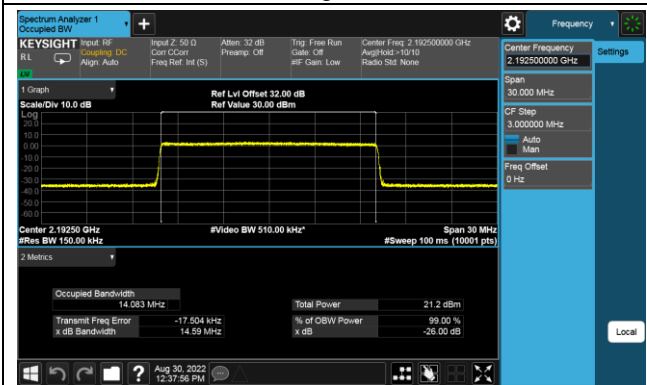 Spectrum Analyzer 1
Occupied BW
+
Frequency
KEYSIGHT
RL
Input: RF
Coupling: DC
Align: Auto
Input Z: 50 Ω
Corr CCorr
Freq Ref: Int (S)
Atten: 32 dB
Preamp: Off
Trig: Free Run
Gate: Off
#IF Gain: Low
Center Freq: 2.192500000 GHz
Avg|Hold:>10/10
Radio Std: None
LW
Center Frequency
2.192500000 GHz
Settings
Span
30.000 MHz
CF Step
3.000000 MHz
Auto
Man
Freq Offset
0 Hz
Local
1 Graph
Scale/Div 10.0 dB
Ref Lvl Offset 32.00 dB
Ref Value 30.00 dBm
Log
20.0
10.0
0.00
-10.0
-20.0
-30.0
-40.0
-50.0
-60.0
Center 2.19250 GHz
#Res BW 150.00 kHz
#Video BW 510.00 kHz*
Span 30 MHz
#Sweep 100 ms (10001 pts)
2 Metrics
Occupied Bandwidth
14.083 MHz
Total Power 21.2 dBm
Transmit Freq Error -17.504 kHz
% of OBW Power 99.00 %
x dB Bandwidth 14.59 MHz
x dB -26.00 dB
?
Aug 30, 2022
12:37:56 PM